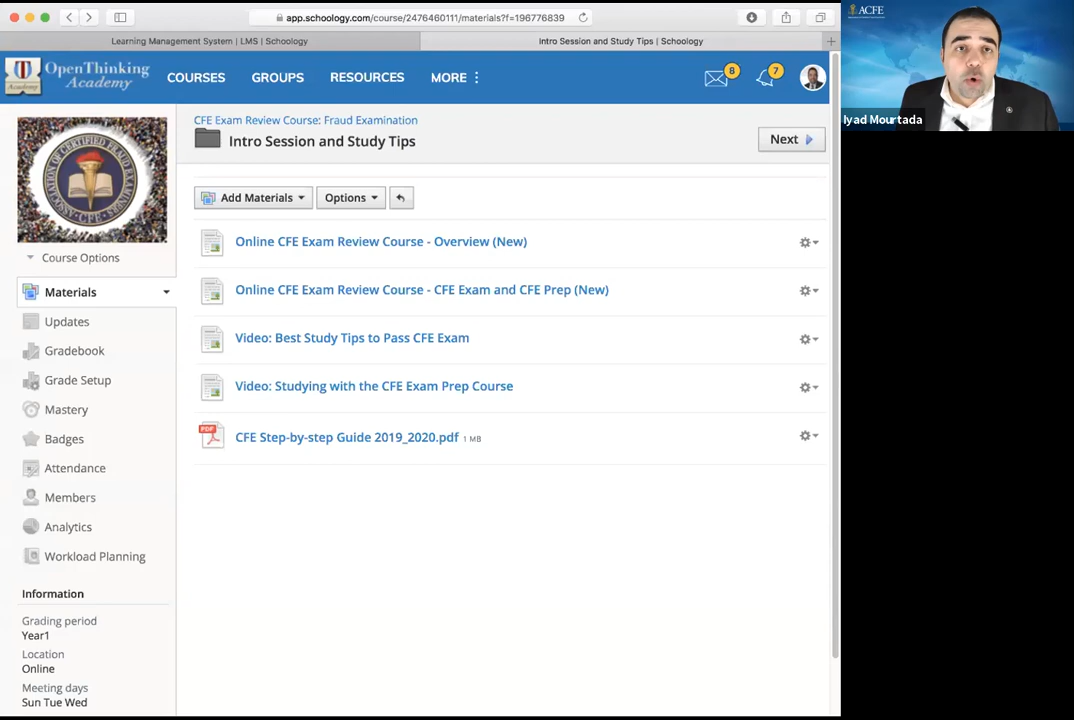 app.schoology.com/course/2476460111/materials?f=196776839
Learning Management System | LMS | Schoology
Intro Session and Study Tips | Schoology
ACFE
Iyad Mourtada
OpenThinking
Academy
COURSES
GROUPS
RESOURCES
MORE
8
7
CFE Exam Review Course: Fraud Examination
Intro Session and Study Tips
Next
Add Materials
Options
Online CFE Exam Review Course - Overview (New)
Online CFE Exam Review Course - CFE Exam and CFE Prep (New)
Video: Best Study Tips to Pass CFE Exam
Video: Studying with the CFE Exam Prep Course
PDF
CFE Step-by-step Guide 2019_2020.pdf 1 MB
Course Options
Materials
Updates
Gradebook
Grade Setup
Mastery
Badges
Attendance
Members
Analytics
Workload Planning
Information
Grading period
Year1
Location
Online
Meeting days
Sun Tue Wed